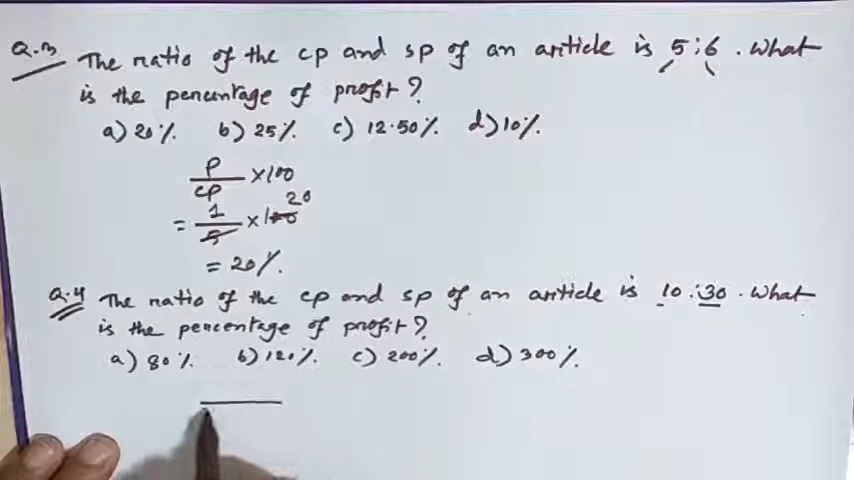 Q.3 The ratio of the cp and sp of an article is 5:6. What
is the percentage of profit?
a) 20%. b) 25%. c) 12.50%. d) 10%.
P/CP ×100
= 1/5 ×100 20
= 20%.
Q.4 The ratio of the cp and sp of an article is 10:30. What
is the percentage of profit?
a) 80%. b) 120%. c) 200%. d) 300%.